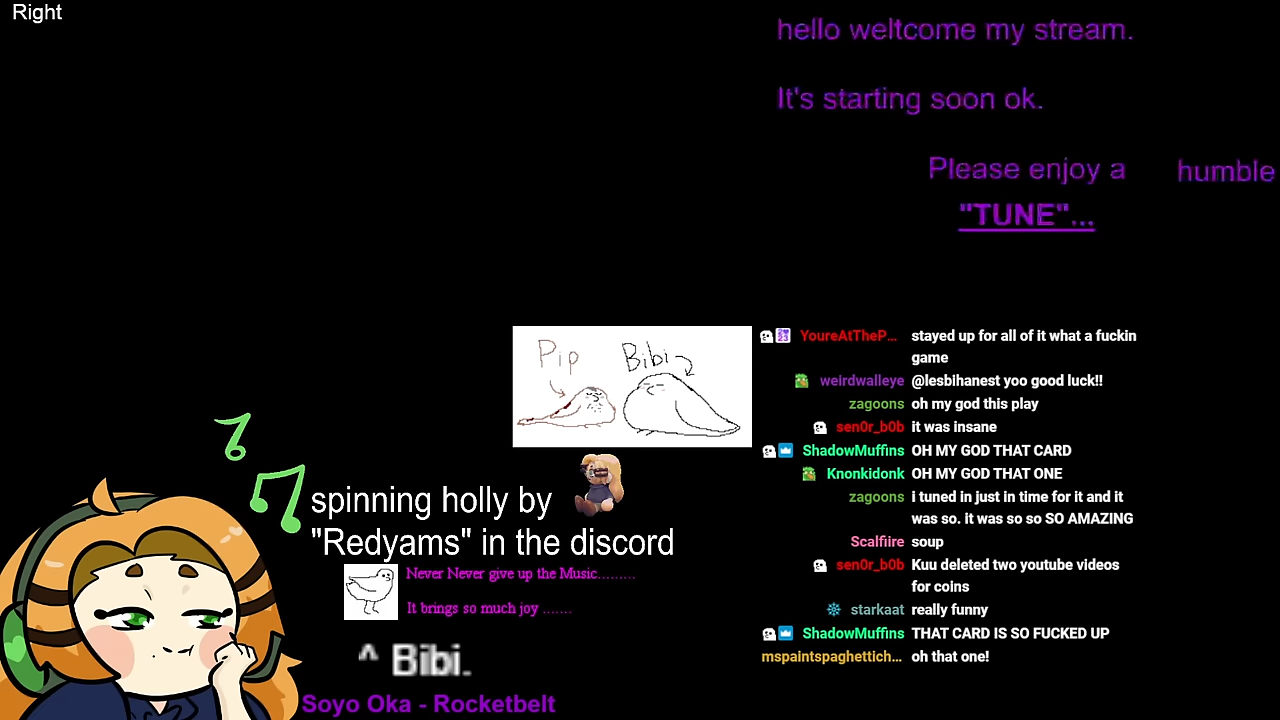 Right
hello weltcome my stream.
It's starting soon ok.
Please enjoy a humble
"TUNE"...
Pip
Bibi
YoureAtTheP... stayed up for all of it what a fuckin
game
weirdwalleye @lesblhanest yoo good luck!!
zagoons oh my god this play
sen0r_b0b it was insane
ShadowMuffins OH MY GOD THAT CARD
Knonkidonk OH MY GOD THAT ONE
zagoons i tuned in just in time for it and it
was so. it was so so SO AMAZING
Scalfiire soup
sen0r_b0b Kuu deleted two youtube videos
for coins
starkaat really funny
ShadowMuffins THAT CARD IS SO FUCKED UP
mspaintspaghettich... oh that one!
spinning holly by
"Redyams" in the discord
Never Never give up the Music.........
It brings so much joy .......
^ Bibi.
Soyo Oka - Rocketbelt